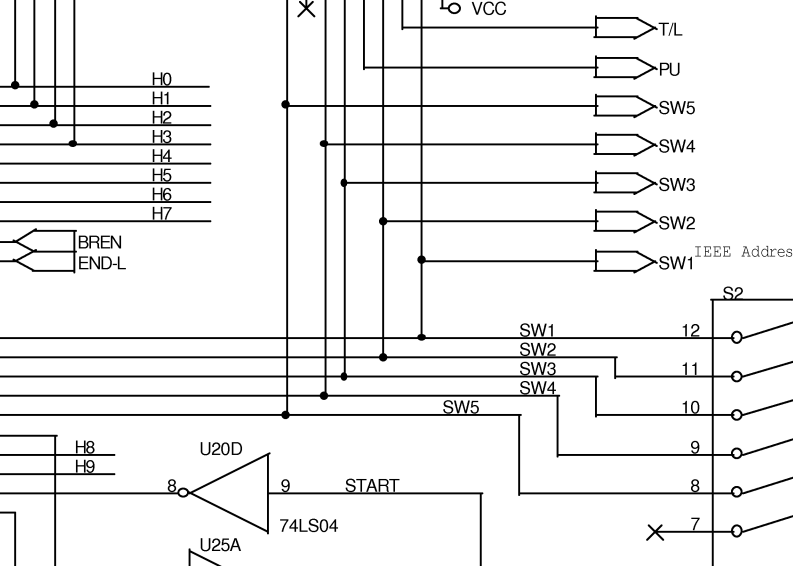 VCC
T/L
PU
H0
H1
SW5
H2
H3
SW4
H4
H5
SW3
H6
H7
SW2
BREN
END-L
SW1
IEEE Addres
S2
SW1 12
SW2
SW3 11
SW4
SW5 10
H8
U20D
9
H9
8 9 START 8
74LS04 7
U25A